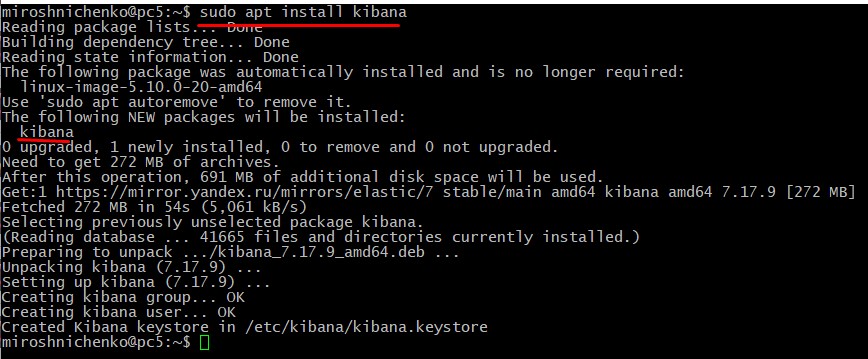 miroshnichenko@pc5:~$ sudo apt install kibana
Reading package lists... Done
Building dependency tree... Done
Reading state information... Done
The following package was automatically installed and is no longer required:
  linux-image-5.10.0-20-amd64
Use 'sudo apt autoremove' to remove it.
The following NEW packages will be installed:
  kibana
0 upgraded, 1 newly installed, 0 to remove and 0 not upgraded.
Need to get 272 MB of archives.
After this operation, 691 MB of additional disk space will be used.
Get:1 https://mirror.yandex.ru/mirrors/elastic/7 stable/main amd64 kibana amd64 7.17.9 [272 MB]
Fetched 272 MB in 54s (5,061 kB/s)
Selecting previously unselected package kibana.
(Reading database ... 41665 files and directories currently installed.)
Preparing to unpack .../kibana_7.17.9_amd64.deb ...
Unpacking kibana (7.17.9) ...
Setting up kibana (7.17.9) ...
Creating kibana group... OK
Creating kibana user... OK
Created Kibana keystore in /etc/kibana/kibana.keystore
miroshnichenko@pc5:~$